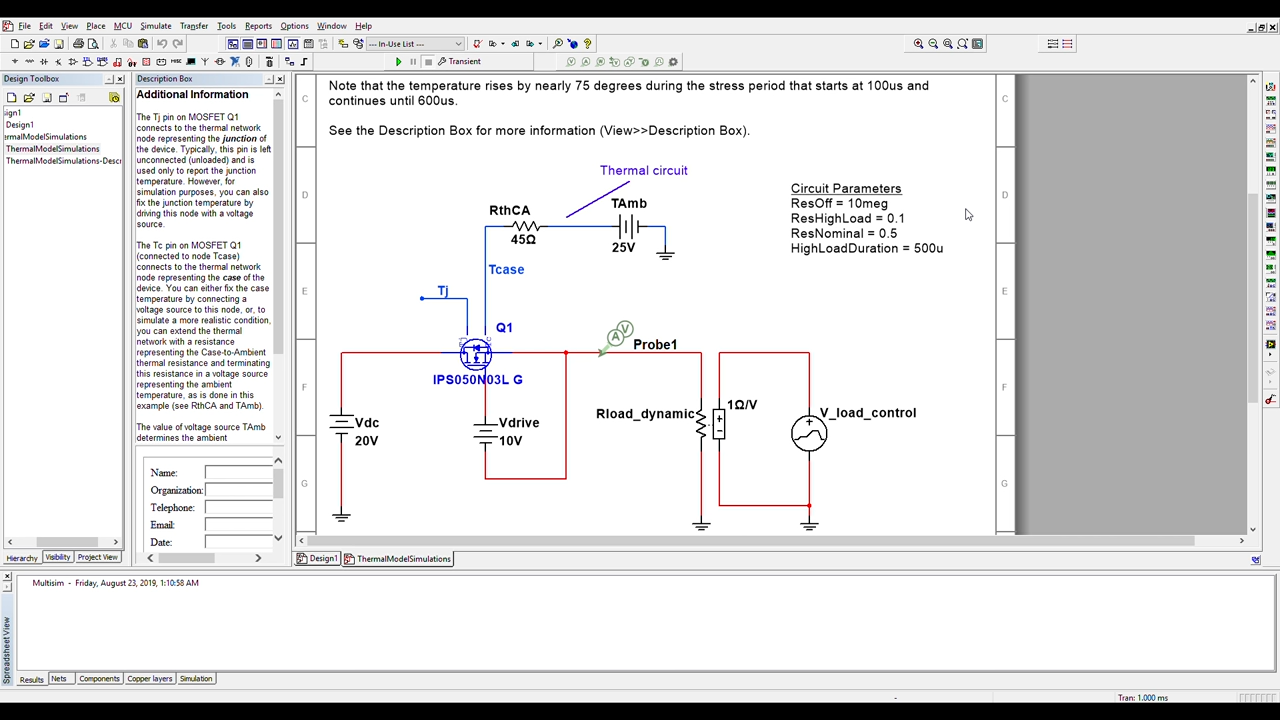 File Edit View Place MCU Simulate Transfer Tools Reports Options Window Help
--- In-Use List ---
Transient
Design Toolbox
sign1
Design1
ermalModelSimulations
ThermalModelSimulations
ThermalModelSimulations-Descr
Hierarchy Visibility Project View
Description Box
Additional Information
The Tj pin on MOSFET Q1
connects to the thermal network
node representing the junction of
the device. Typically, this pin is left
unconnected (unloaded) and is
used only to report the junction
temperature. However, for
simulation purposes, you can also
fix the junction temperature by
driving this node with a voltage
source.
The Tc pin on MOSFET Q1
(connected to node Tcase)
connects to the thermal network
node representing the case of the
device. You can either fix the case
temperature by connecting a
voltage source to this node, or, to
simulate a more realistic condition,
you can extend the thermal
network with a resistance
representing the Case-to-Ambient
thermal resistance and terminating
this resistance in a voltage source
representing the ambient
temperature, as is done in this
example (see RthCA and TAmb).
The value of voltage source TAmb
determines the ambient
Name:
Organization:
Telephone:
Email:
Date:
Note that the temperature rises by nearly 75 degrees during the stress period that starts at 100us and
continues until 600us.
See the Description Box for more information (View>>Description Box).
C
D
E
F
G
C
D
E
F
G
Thermal circuit
Circuit Parameters
ResOff = 10meg
ResHighLoad = 0.1
ResNominal = 0.5
HighLoadDuration = 500u
RthCA
45Ω
TAmb
25V
Tcase
Tj
Q1
IPS050N03L G
A V
Probe1
Vdc
20V
Vdrive
10V
Rload_dynamic
1Ω/V
V_load_control
Design1 ThermalModelSimulations
Spreadsheet View
Multisim - Friday, August 23, 2019, 1:10:58 AM
Results Nets Components Copper layers Simulation
- Tran: 1.000 ms